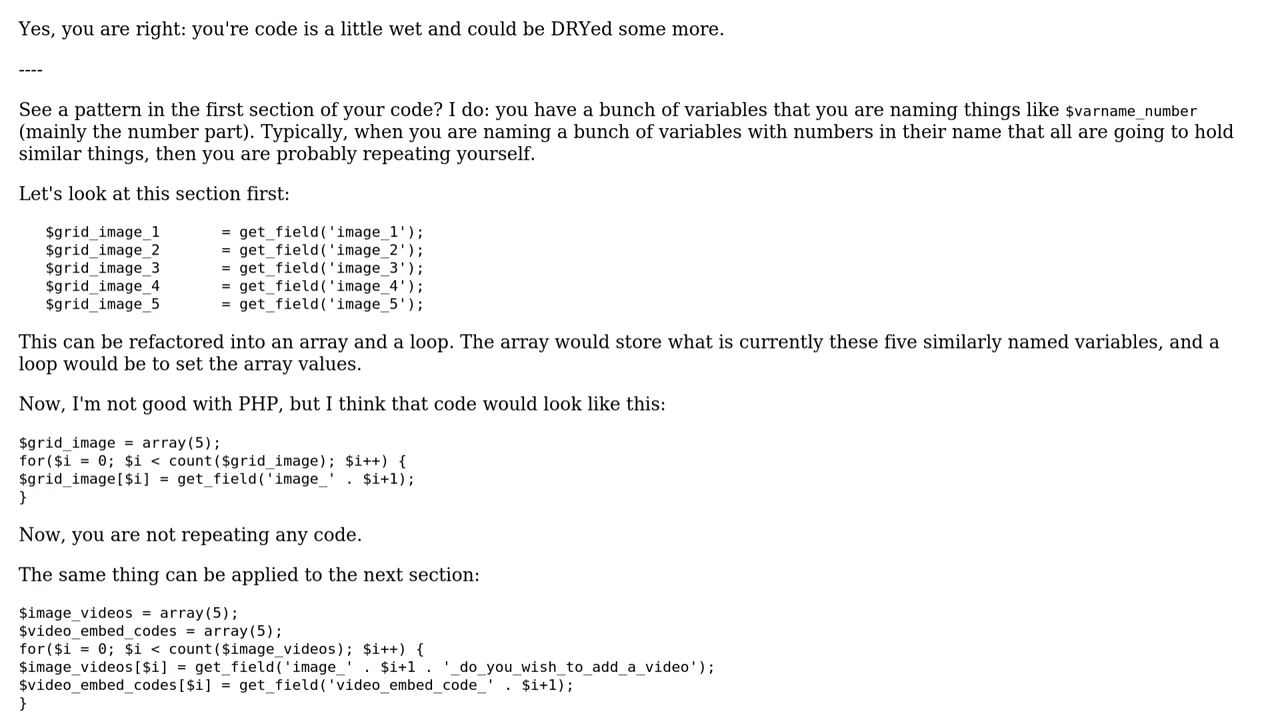 Yes, you are right: you're code is a little wet and could be DRYed some more.
----
See a pattern in the first section of your code? I do: you have a bunch of variables that you are naming things like $varname_number
(mainly the number part). Typically, when you are naming a bunch of variables with numbers in their name that all are going to hold
similar things, then you are probably repeating yourself.
Let's look at this section first:
$grid_image_1       = get_field('image_1');
$grid_image_2       = get_field('image_2');
$grid_image_3       = get_field('image_3');
$grid_image_4       = get_field('image_4');
$grid_image_5       = get_field('image_5');
This can be refactored into an array and a loop. The array would store what is currently these five similarly named variables, and a
loop would be to set the array values.
Now, I'm not good with PHP, but I think that code would look like this:
$grid_image = array(5);
for($i = 0; $i < count($grid_image); $i++) {
$grid_image[$i] = get_field('image_' . $i+1);
}
Now, you are not repeating any code.
The same thing can be applied to the next section:
$image_videos = array(5);
$video_embed_codes = array(5);
for($i = 0; $i < count($image_videos); $i++) {
$image_videos[$i] = get_field('image_' . $i+1 . '_do_you_wish_to_add_a_video');
$video_embed_codes[$i] = get_field('video_embed_code_' . $i+1);
}